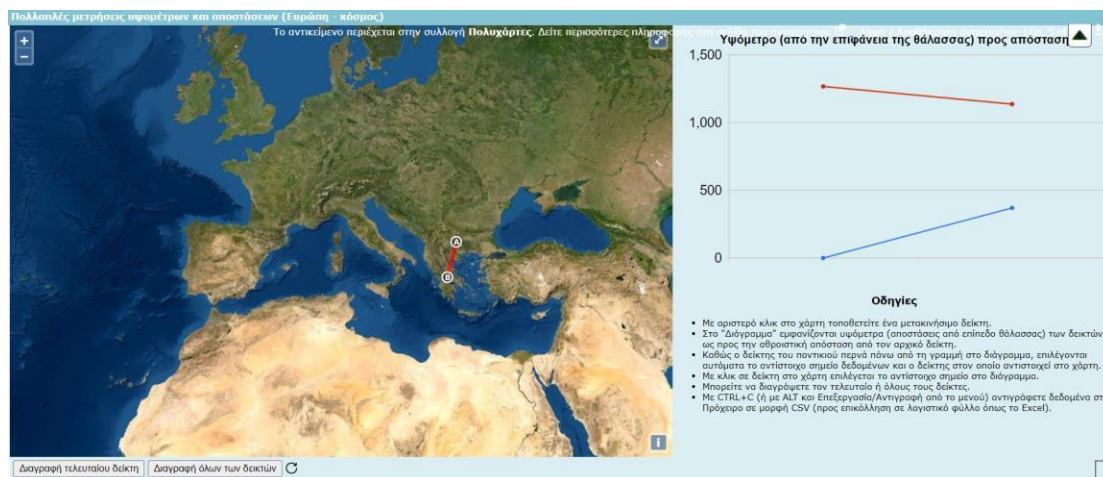 Πολλαπλές μετρήσεις υψομέτρων και αποστάσεων (Ευρώπη - κόσμος)
Το αντικείμενο περιέχεται στην συλλογή Πολυχάρτες. Δείτε περισσότερες πληροφορίες στη
+
−
A
B
i
Υψόμετρο (από την επιφάνεια της θάλασσας) προς απόσταση
1,500
1,000
500
0
Οδηγίες
• Με αριστερό κλικ στο χάρτη τοποθετείτε ένα μετακινήσιμο δείκτη.
• Στο "Διάγραμμα" εμφανίζονται υψόμετρα (αποστάσεις από επίπεδο θάλασσας) των δεικτών
ως προς την αθροιστική απόσταση από τον αρχικό δείκτη.
• Καθώς ο δείκτης του ποντικιού περνά πάνω από τη γραμμή στο διάγραμμα, επιλέγονται
αυτόματα το αντίστοιχο σημείο δεδομένων και ο δείκτης στον οποίο αντιστοιχεί στο χάρτη.
• Με κλικ σε δείκτη στο χάρτη επιλέγεται το αντίστοιχο σημείο στο διάγραμμα.
• Μπορείτε να διαγράψετε τον τελευταίο ή όλους τους δείκτες.
• Με CTRL+C (ή με ALT και Επεξεργασία/Αντιγραφή από το μενού) αντιγράφετε δεδομένα στ
Πρόχειρο σε μορφή CSV (προς επικόλληση σε λογιστικό φύλλο όπως το Excel).
Διαγραφή τελευταίου δείκτη
Διαγραφή όλων των δεικτών